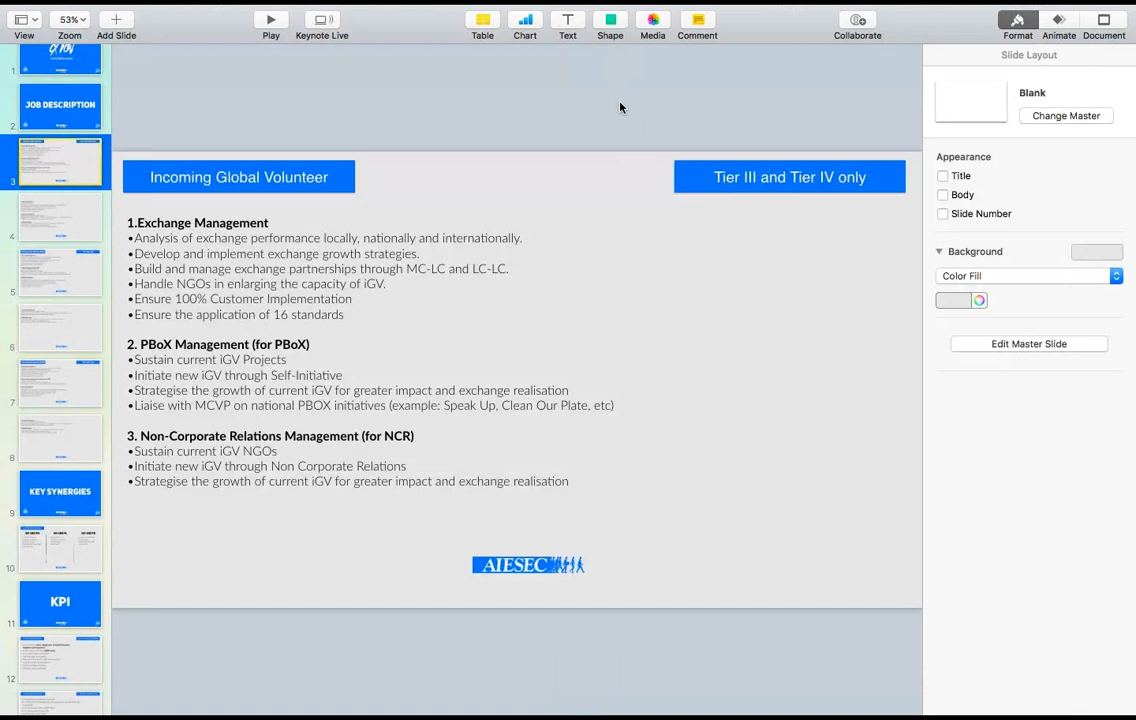 View
53%
Zoom
Add Slide
Play
Keynote Live
Table
Chart
Text
Shape
Media
Comment
Collaborate
Format
Animate
Document
Slide Layout
Blank
Change Master
Appearance
Title
Body
Slide Number
Background
Color Fill
Edit Master Slide
1
2
JOB DESCRIPTION
3
4
5
6
7
8
9
KEY SYNERGIES
10
11
KPI
12
Incoming Global Volunteer
Tier III and Tier IV only
1.Exchange Management
•Analysis of exchange performance locally, nationally and internationally.
•Develop and implement exchange growth strategies.
•Build and manage exchange partnerships through MC-LC and LC-LC.
•Handle NGOs in enlarging the capacity of iGV.
•Ensure 100% Customer Implementation
•Ensure the application of 16 standards
2. PBoX Management (for PBoX)
•Sustain current iGV Projects
•Initiate new iGV through Self-Initiative
•Strategise the growth of current iGV for greater impact and exchange realisation
•Liaise with MCVP on national PBOX initiatives (example: Speak Up, Clean Our Plate, etc)
3. Non-Corporate Relations Management (for NCR)
•Sustain current iGV NGOs
•Initiate new iGV through Non Corporate Relations
•Strategise the growth of current iGV for greater impact and exchange realisation
AIESEC